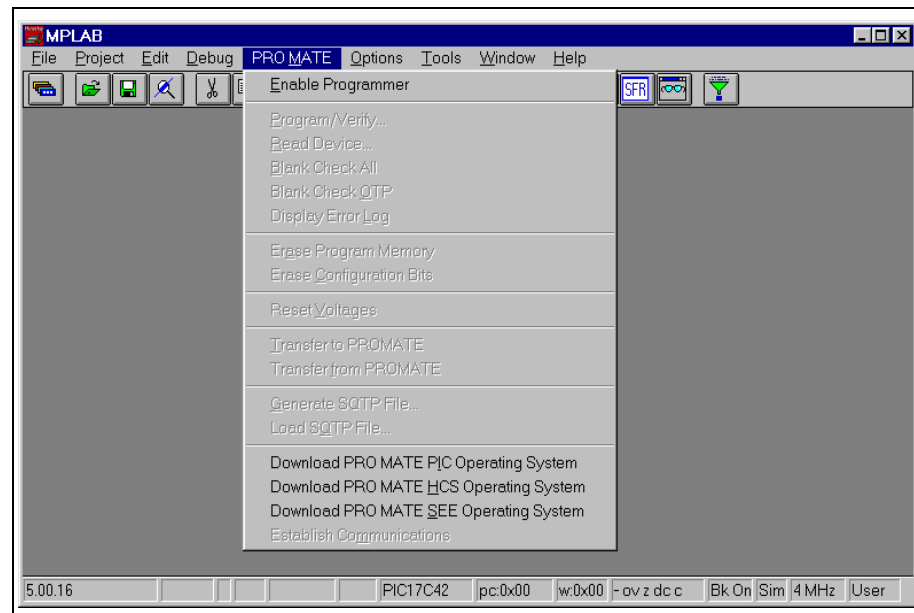 MPLAB
File Project Edit Debug PRO MATE Options Tools Window Help
SFR
Enable Programmer
Program/Verify...
Read Device...
Blank Check All
Blank Check OTP
Display Error Log
Erase Program Memory
Erase Configuration Bits
Reset Voltages
Transfer to PROMATE
Transfer from PROMATE
Generate SQTP File...
Load SQTP File...
Download PRO MATE PIC Operating System
Download PRO MATE HCS Operating System
Download PRO MATE SEE Operating System
Establish Communications
5.00.16 PIC17C42 pc:0x00 w:0x00 - ov z dc c Bk On Sim 4 MHz User